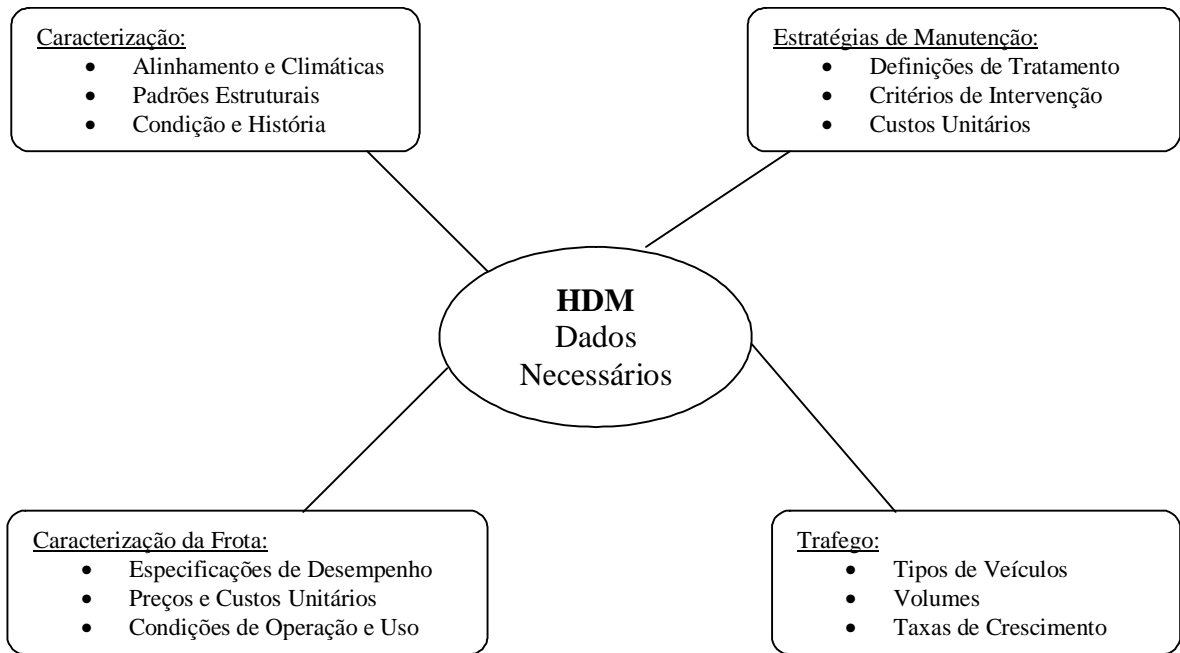 Caracterização:
• Alinhamento e Climáticas
• Padrões Estruturais
• Condição e História
Estratégias de Manutenção:
• Definições de Tratamento
• Critérios de Intervenção
• Custos Unitários
HDM
Dados
Necessários
Caracterização da Frota:
• Especificações de Desempenho
• Preços e Custos Unitários
• Condições de Operação e Uso
Trafego:
• Tipos de Veículos
• Volumes
• Taxas de Crescimento